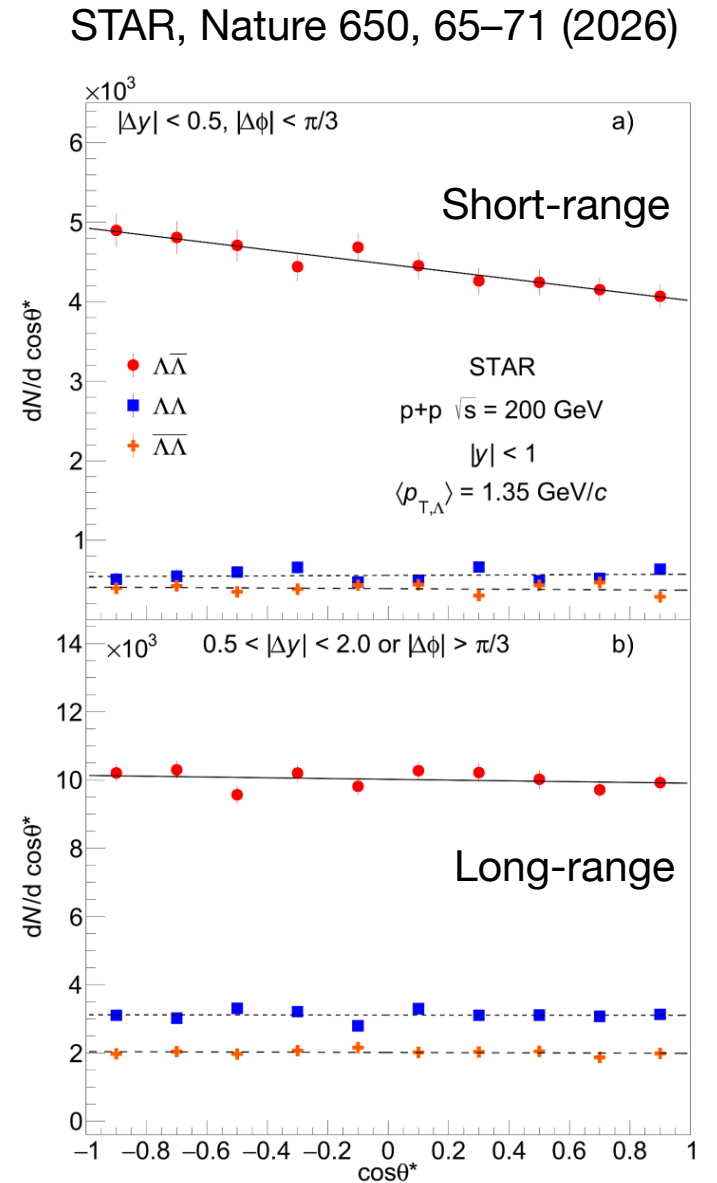 STAR, Nature 650, 65–71 (2026)
×10³
|Δy| < 0.5, |Δϕ| < π/3
a)
6
Short-range
5
4
dN/d cosθ*
ΛΛ̅
ΛΛ
Λ̅Λ̅
STAR
p+p √s = 200 GeV
|y| < 1
⟨p_T,Λ⟩ = 1.35 GeV/c
3
2
1
14
×10³
0.5 < |Δy| < 2.0 or |Δϕ| > π/3
b)
12
10
8
dN/d cosθ*
Long-range
6
4
2
0
−1 −0.8 −0.6 −0.4 −0.2 0 0.2 0.4 0.6 0.8 1
cosθ*